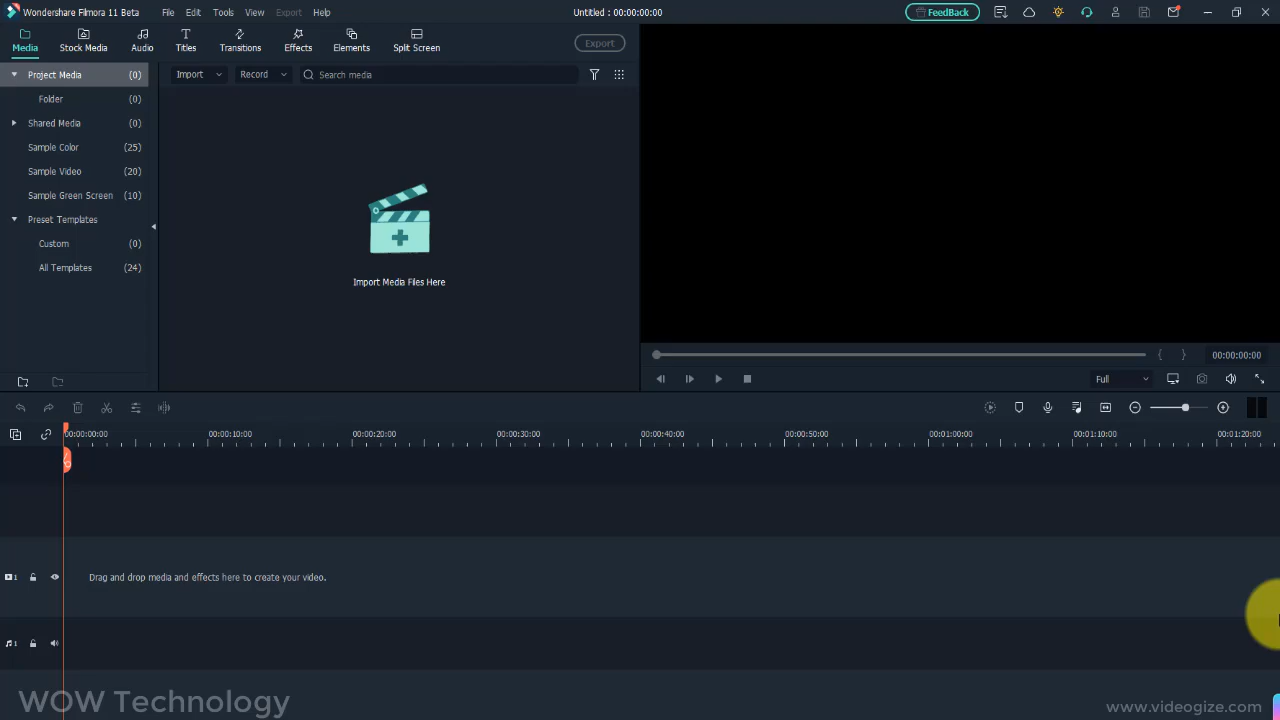 Wondershare Filmora 11 Beta File Edit Tools View Export Help Untitled : 00:00:00:00 FeedBack
Media Stock Media Audio Titles Transitions Effects Elements Split Screen Export
Project Media (0) Import Record Search media
Folder (0)
Shared Media (0)
Sample Color (25)
Sample Video (20)
Sample Green Screen (10)
Preset Templates
Custom (0)
All Templates (24)
Import Media Files Here
00:00:00:00
Full
00:00:00:00 00:00:10:00 00:00:20:00 00:00:30:00 00:00:40:00 00:00:50:00 00:01:00:00 00:01:10:00 00:01:20:00
1 Drag and drop media and effects here to create your video.
1
WOW Technology www.videogize.com